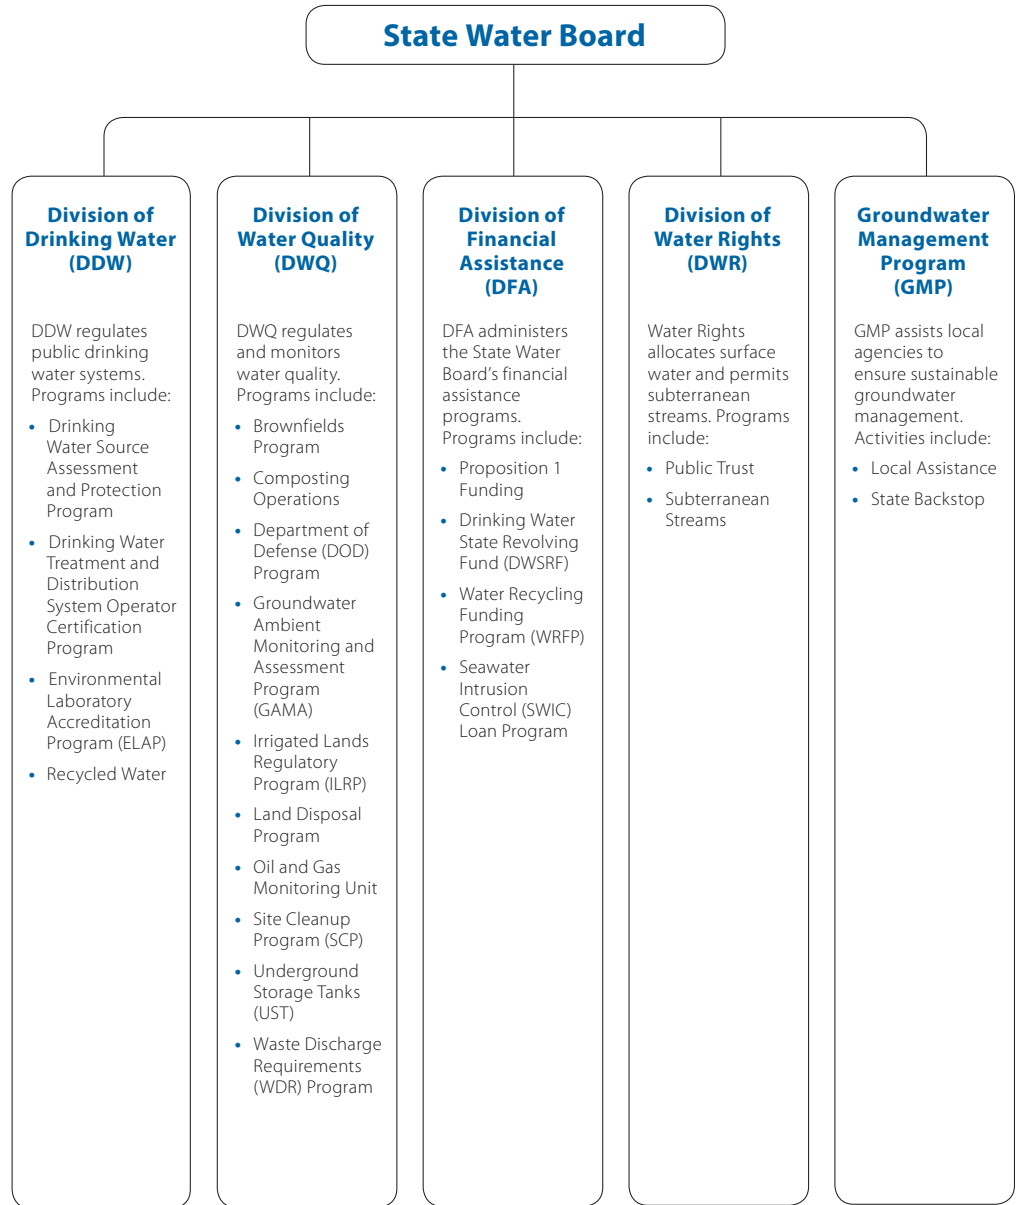 State Water Board
Division of
Drinking Water
(DDW)
DDW regulates
public drinking
water systems.
Programs include:
• Drinking
Water Source
Assessment
and Protection
Program
• Drinking Water
Treatment and
Distribution
System Operator
Certification
Program
• Environmental
Laboratory
Accreditation
Program (ELAP)
• Recycled Water
Division of
Water Quality
(DWQ)
DWQ regulates
and monitors
water quality.
Programs include:
• Brownfields
Program
• Composting
Operations
• Department of
Defense (DOD)
Program
• Groundwater
Ambient
Monitoring and
Assessment
Program
(GAMA)
• Irrigated Lands
Regulatory
Program (ILRP)
• Land Disposal
Program
• Oil and Gas
Monitoring Unit
• Site Cleanup
Program (SCP)
• Underground
Storage Tanks
(UST)
• Waste Discharge
Requirements
(WDR) Program
Division of
Financial
Assistance
(DFA)
DFA administers
the State Water
Board’s financial
assistance
programs.
Programs include:
• Proposition 1
Funding
• Drinking Water
State Revolving
Fund (DWSRF)
• Water Recycling
Funding
Program (WRFP)
• Seawater
Intrusion
Control (SWIC)
Loan Program
Division of
Water Rights
(DWR)
Water Rights
allocates surface
water and permits
subterranean
streams. Programs
include:
• Public Trust
• Subterranean
Streams
Groundwater
Management
Program
(GMP)
GMP assists local
agencies to
ensure sustainable
groundwater
management.
Activities include:
• Local Assistance
• State Backstop